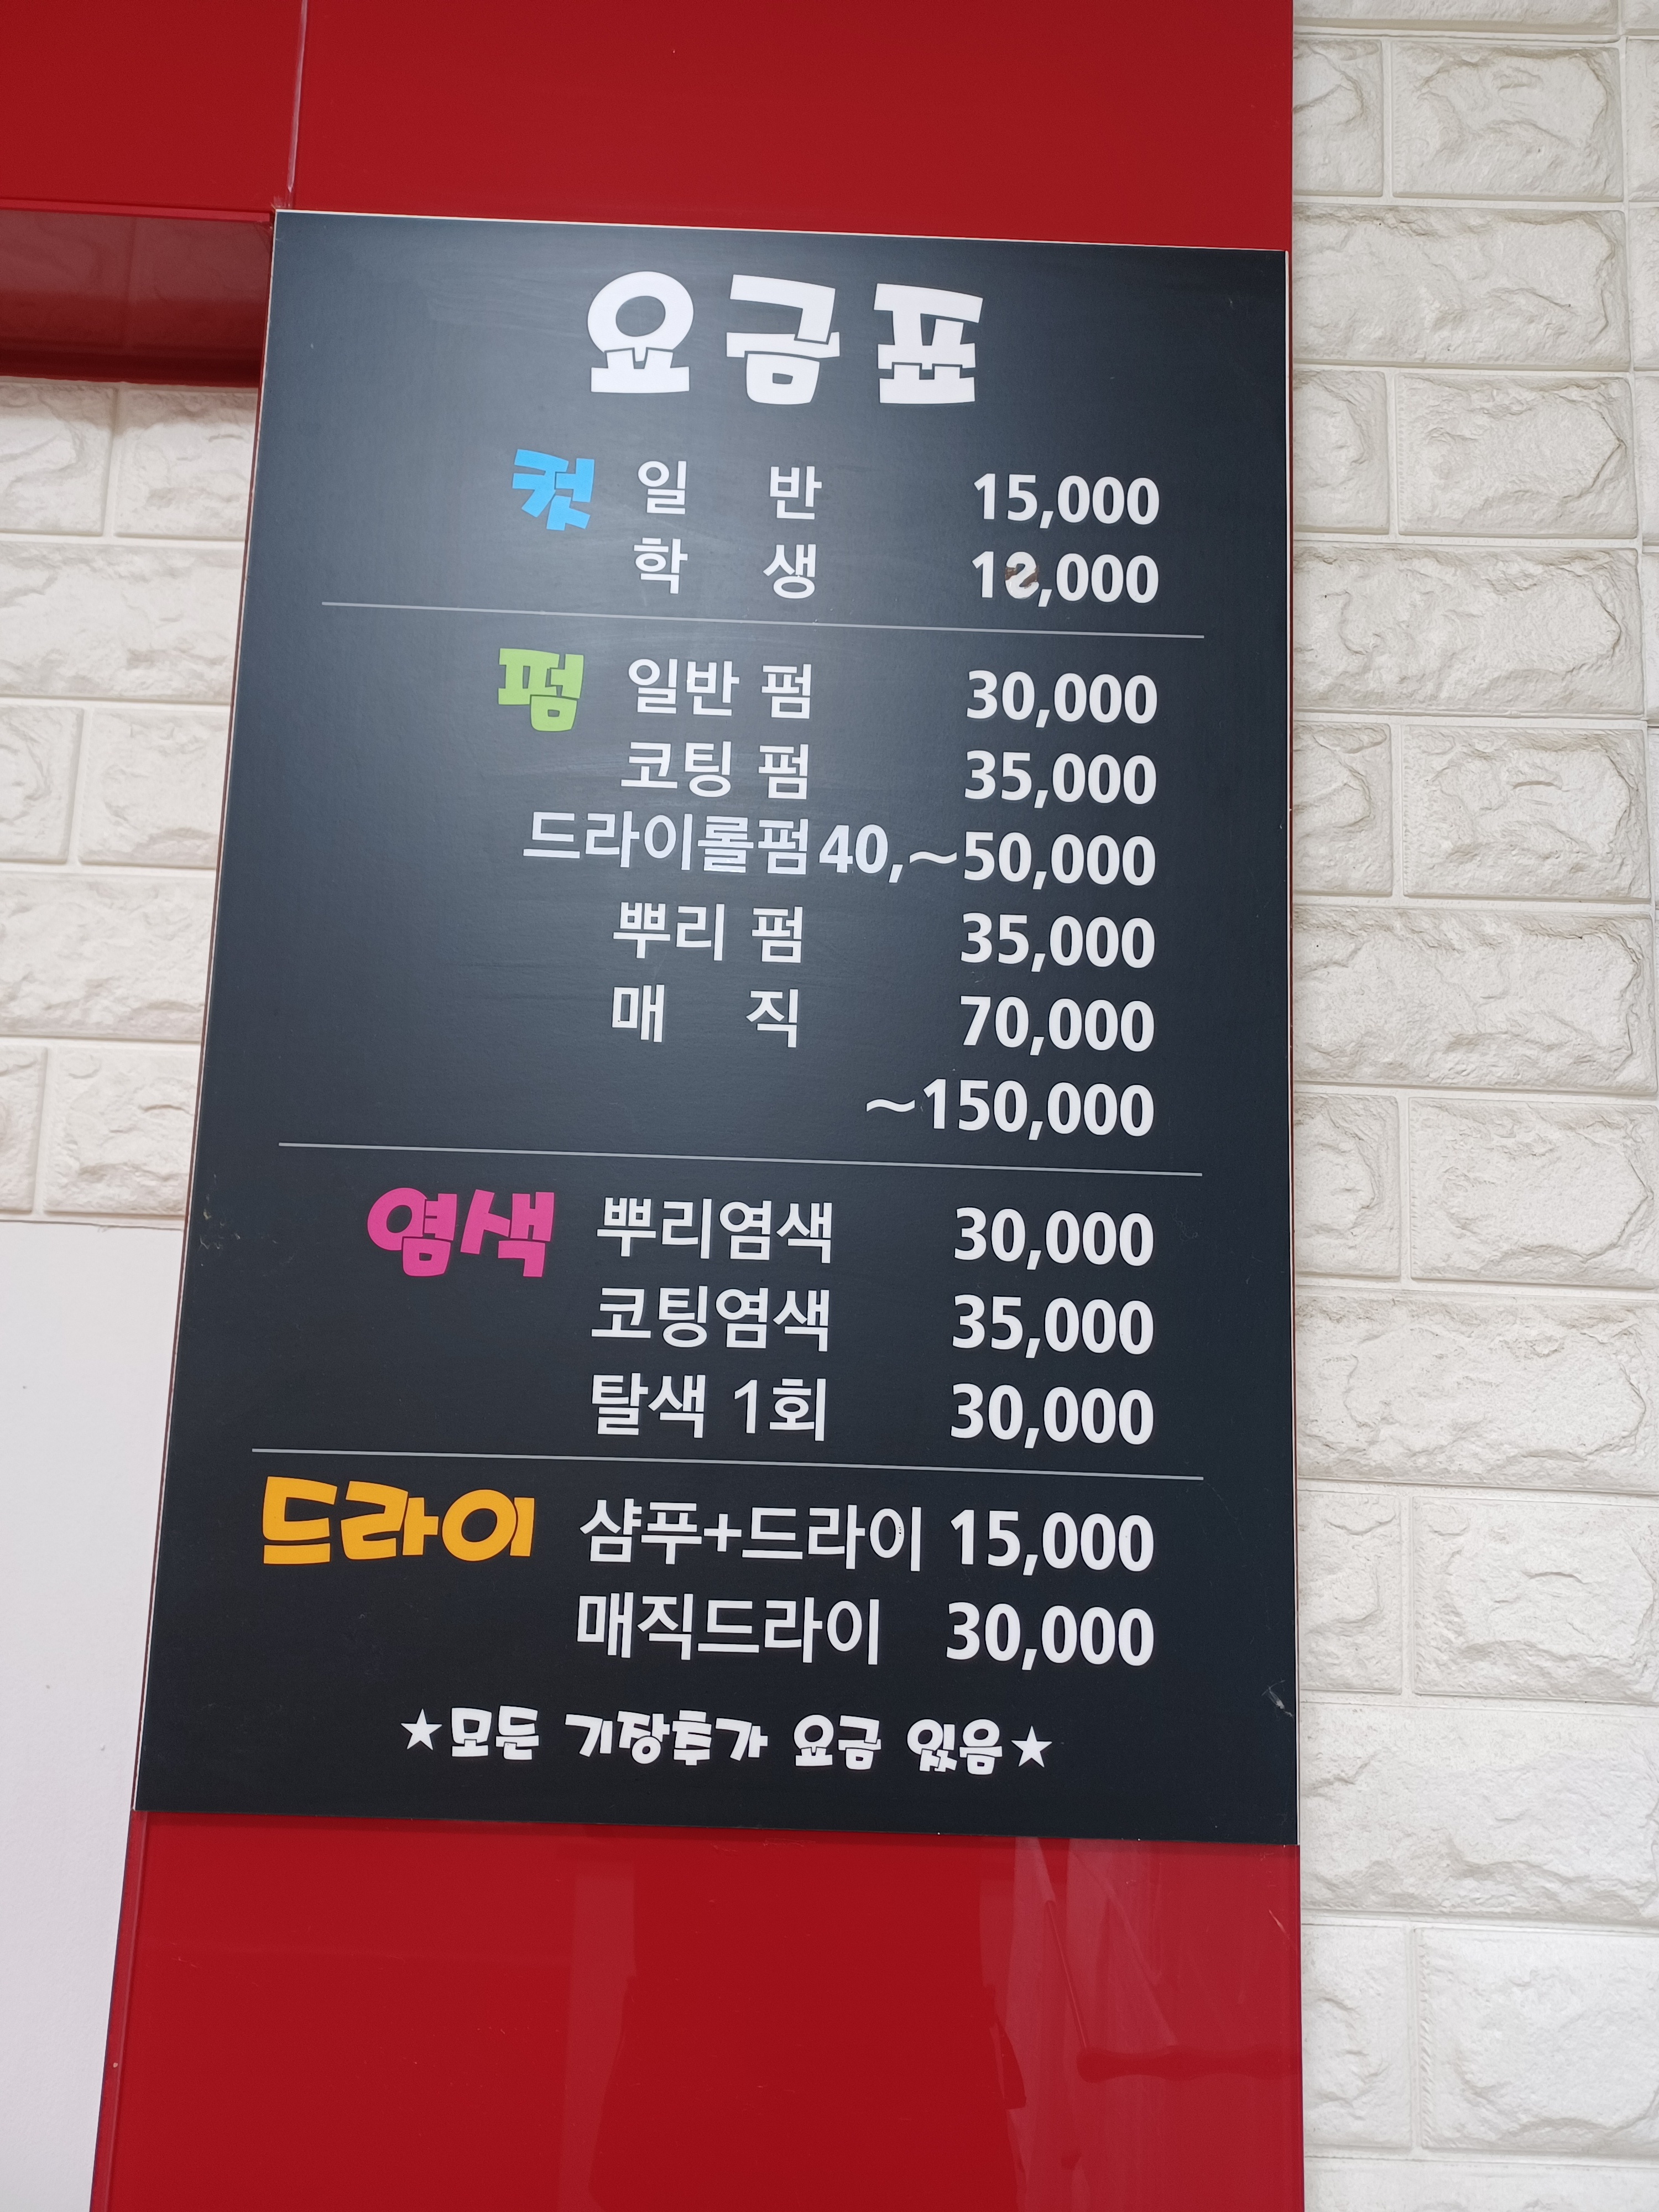 요금표
컷 일 반 15,000
학 생 ,000
펌 일반 펌 30,000
코팅 펌 35,000
드라이롤펌 40,~50,000
뿌리 펌 35,000
매 직 70,000
~150,000
염색 뿌리염색 30,000
코팅염색 35,000
탈색 1회 30,000
드라이 샴푸+드라이 15,000
매직드라이 30,000
★모든 기장추가 요금 있음★